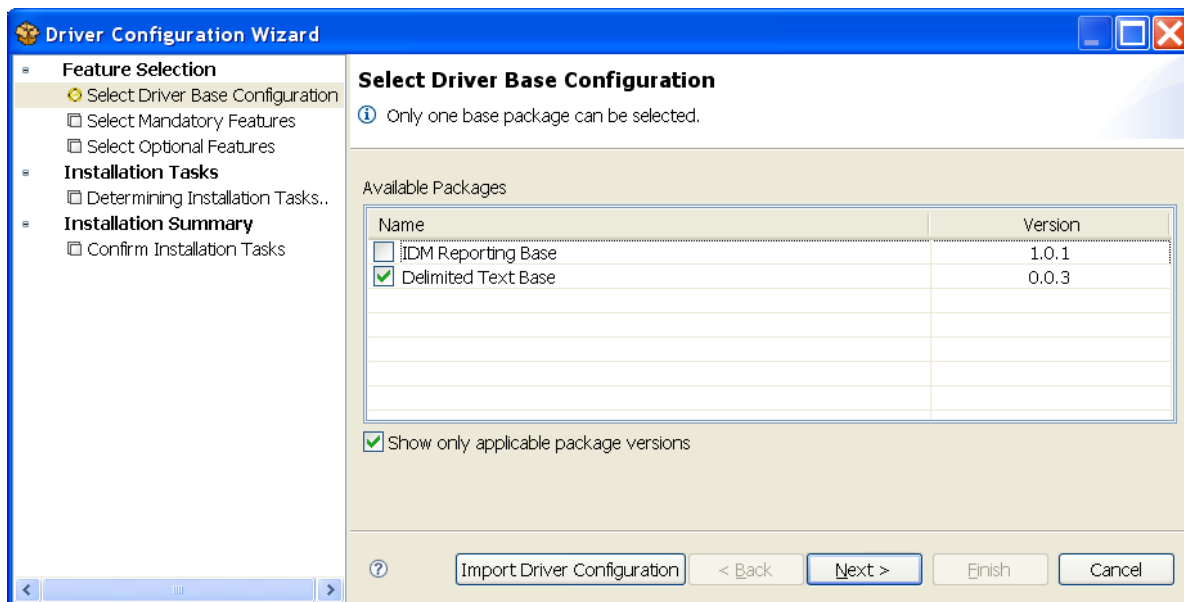 Driver Configuration Wizard
Feature Selection
Select Driver Base Configuration
Select Mandatory Features
Select Optional Features
Installation Tasks
Determining Installation Tasks..
Installation Summary
Confirm Installation Tasks
Select Driver Base Configuration
Only one base package can be selected.
Available Packages
Name Version
IDM Reporting Base 1.0.1
Delimited Text Base 0.0.3
Show only applicable package versions
Import Driver Configuration < Back Next > Finish Cancel